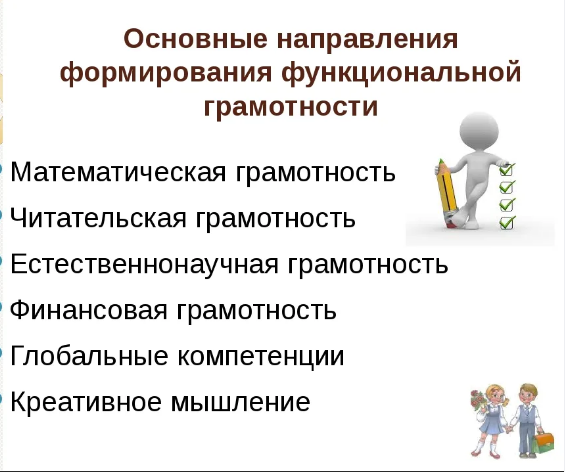 Основные направления
формирования функциональной
грамотности
Математическая грамотность
Читательская грамотность
Естественнонаучная грамотность
Финансовая грамотность
Глобальные компетенции
Креативное мышление